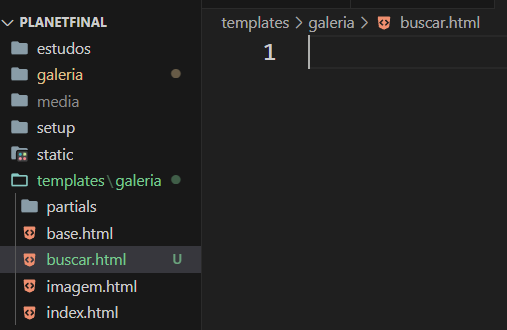 PLANETFINAL
estudos
galeria
media
setup
static
templates\galeria
partials
base.html
buscar.html U
imagem.html
index.html
templates > galeria > buscar.html
1